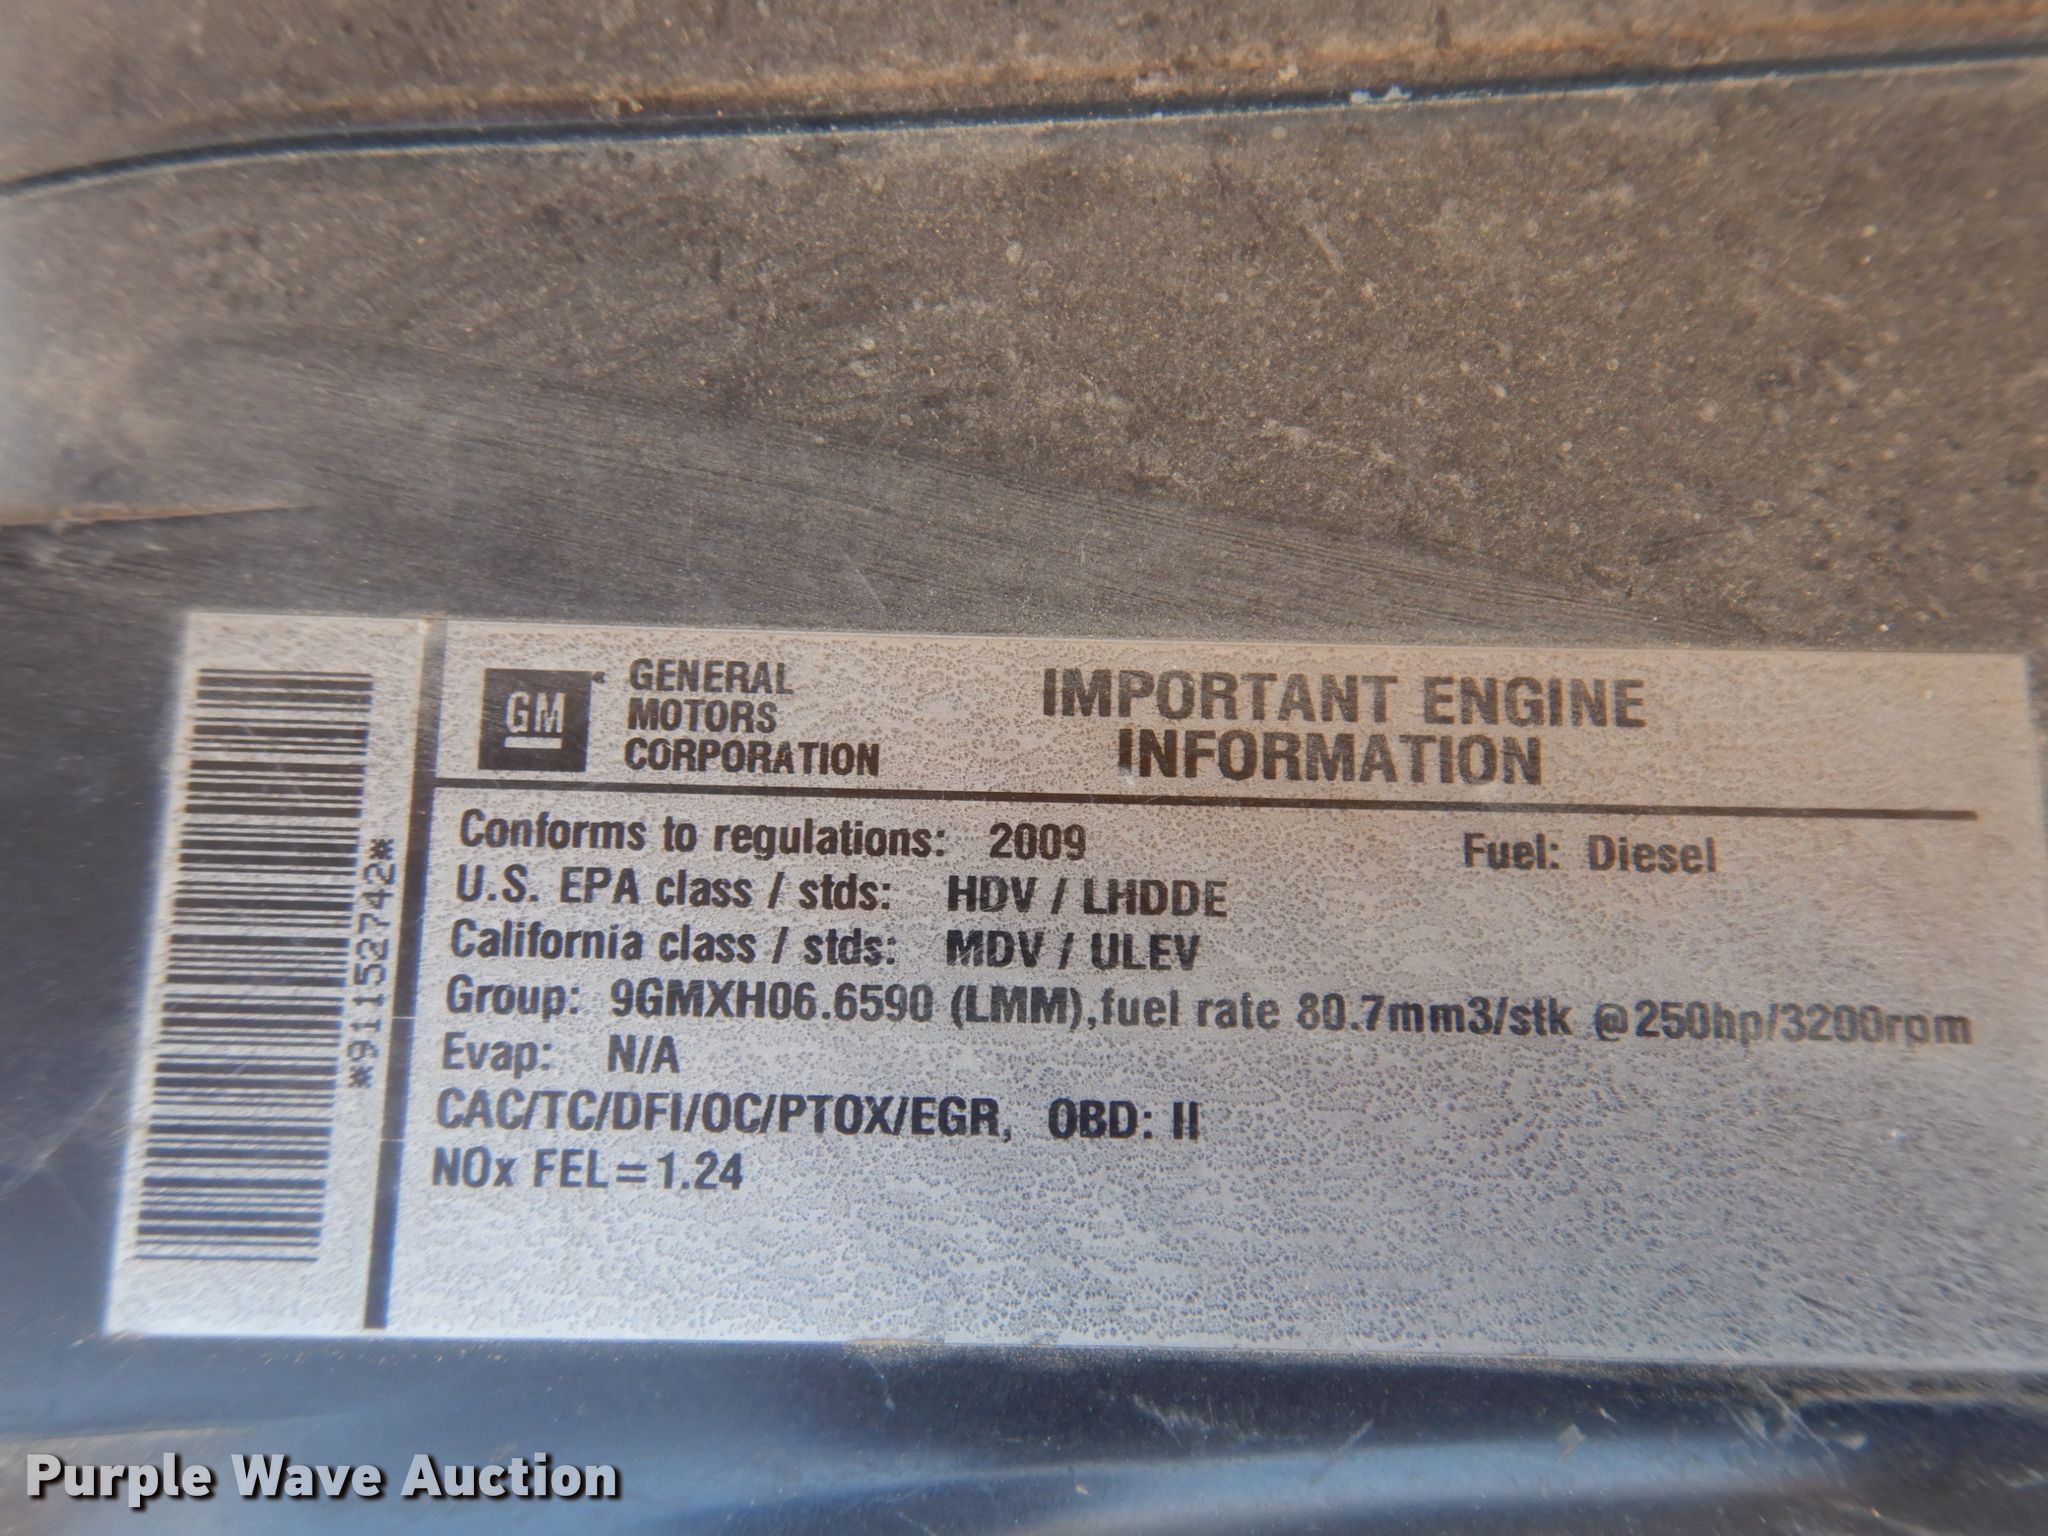 GM
GENERAL
MOTORS
CORPORATION
IMPORTANT ENGINE
INFORMATION
Conforms to regulations: 2009
Fuel: Diesel
U.S. EPA class / stds: HDV / LHDDE
California class / stds: MDV / ULEV
Group: 9GMXH06.6590 (LMM),fuel rate 80.7mm3/stk @250hp/3200rpm
Evap: N/A
CAC/TC/DFI/OC/PTOX/EGR, OBD: II
NOx FEL=1.24
*91152742*
Purple Wave Auction